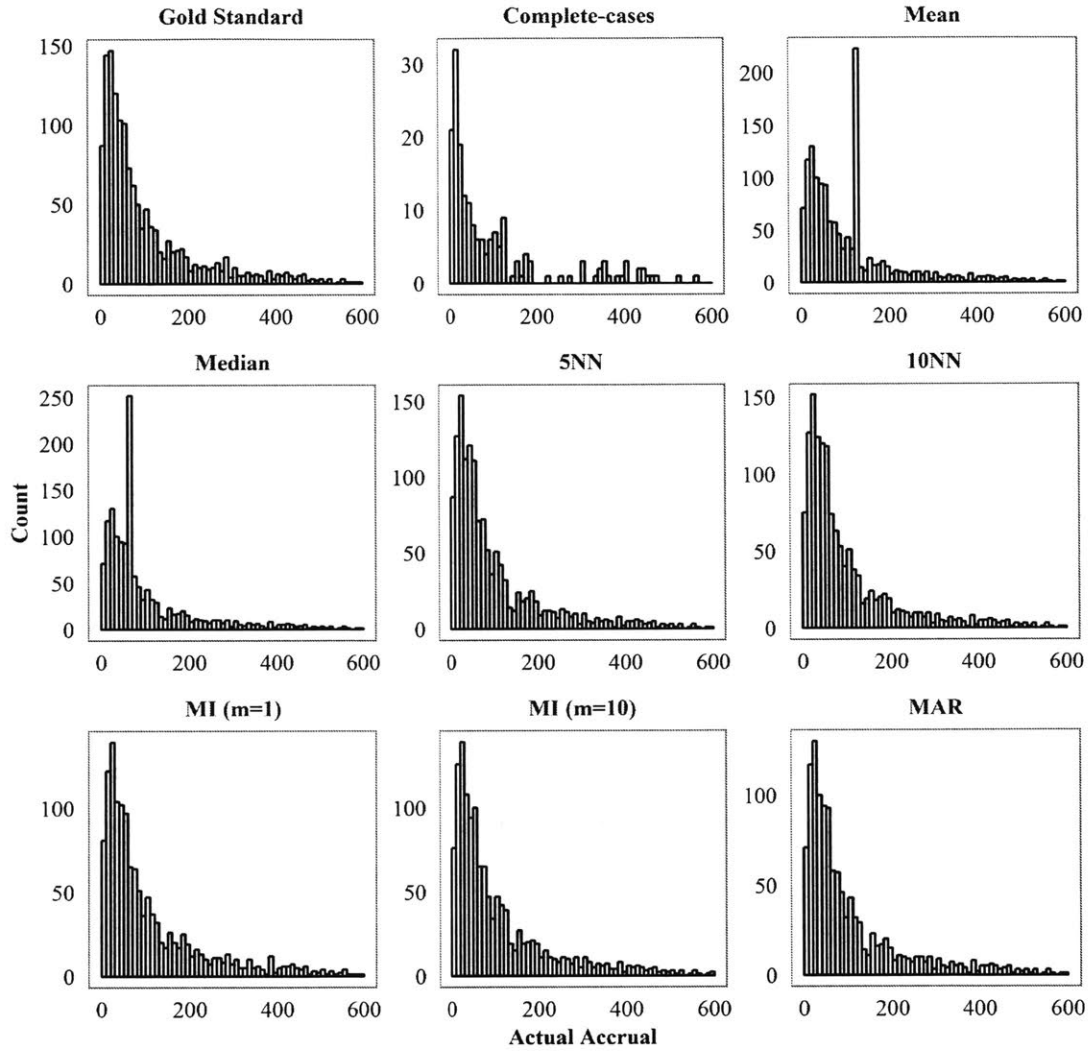 Gold Standard Complete-cases Mean
150 100 50 0
30 20 10 0
200 150 100 50 0
0 200 400 600 0 200 400 600 0 200 400 600
Median 5NN 10NN
Count
250 200 150 100 50 0
150 100 50 0
150 100 50 0
0 200 400 600 0 200 400 600 0 200 400 600
MI (m=1) MI (m=10) MAR
100 50 0
100 50 0
100 50 0
0 200 400 600 0 200 400 600 0 200 400 600
Actual Accrual